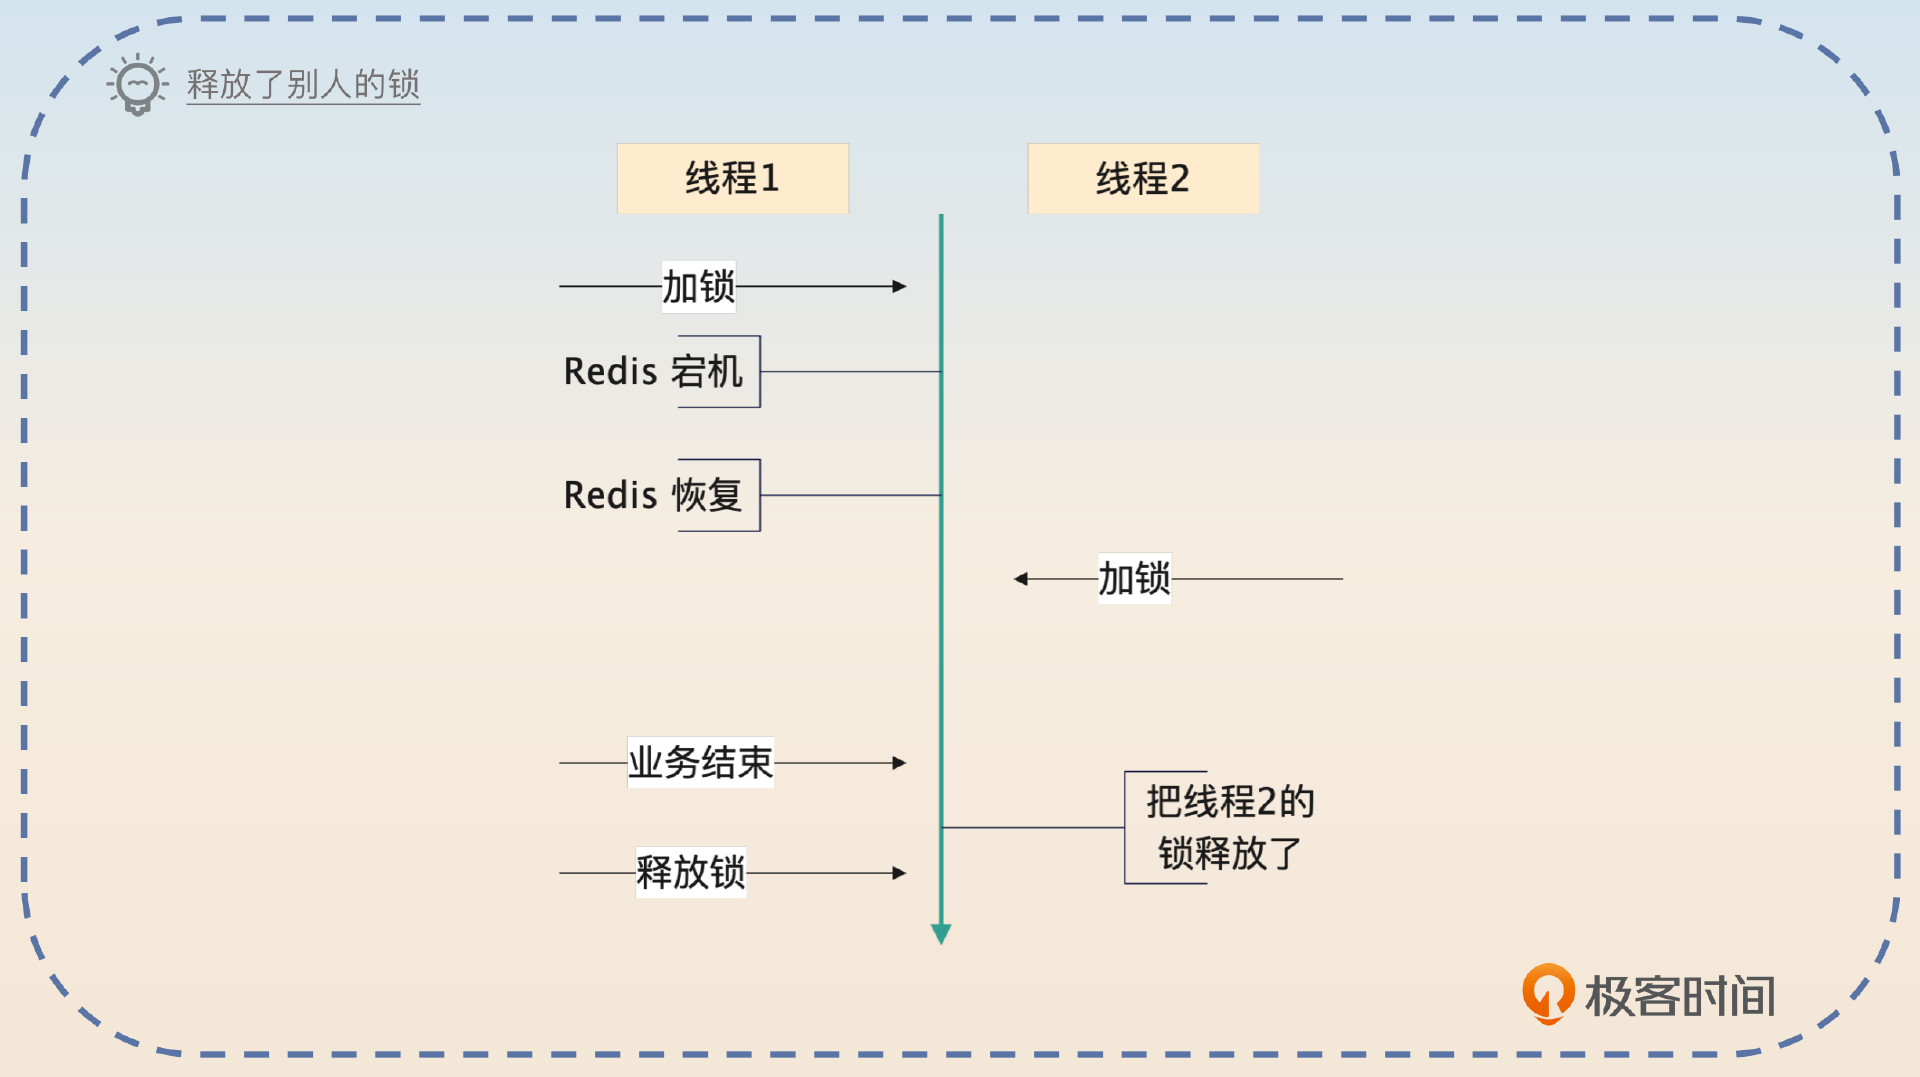 释放了别人的锁
线程1
线程2
加锁
Redis 宕机
Redis 恢复
加锁
业务结束
把线程2的
锁释放了
释放锁
极客时间